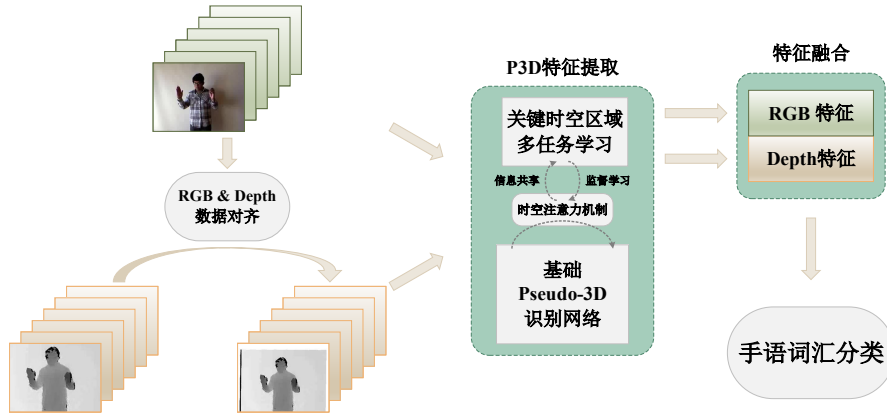 RGB & Depth
数据对齐
P3D特征提取
关键时空区域
多任务学习
信息共享
监督学习
时空注意力机制
基础
Pseudo-3D
识别网络
特征融合
RGB 特征
Depth特征
手语词汇分类